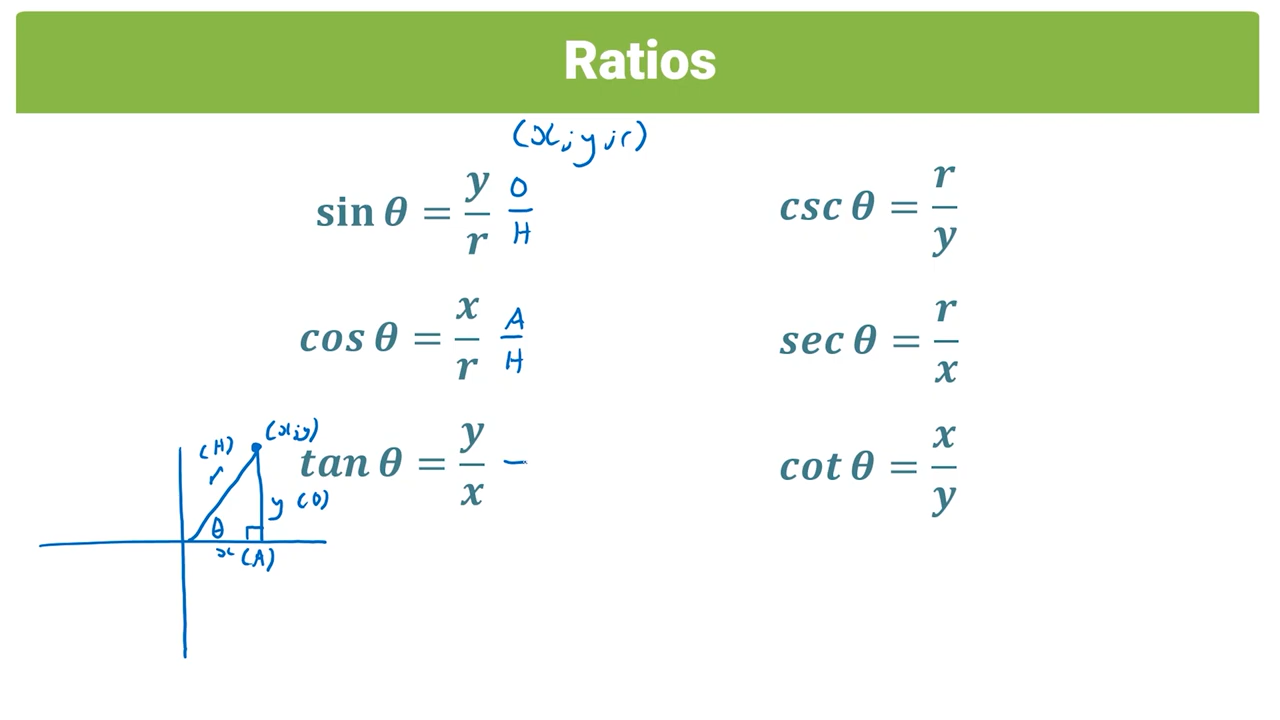 Ratios
(x;y;r)
sin θ = y/r O/H
csc θ = r/y
cos θ = x/r A/H
sec θ = r/x
tan θ = y/x –
cot θ = x/y
(x;y)
(H)
r
y (O)
θ
x (A)